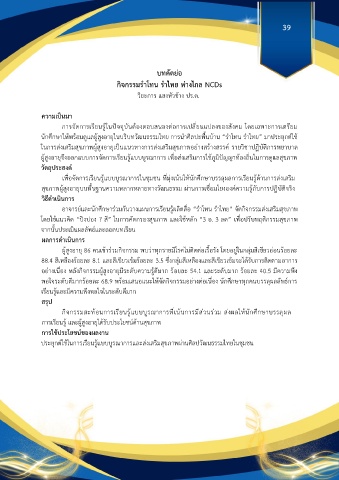 39
บทคัดย่อ
กิจกรรมรำโทน รำไทย ห่างไกล NCDs
วิยะการ แสงหัวช้าง ปร.ด.
ความเป็นมา
การจัดการเรียนรู้ในปัจจุบันต้องตอบสนองต่อการเปลี่ยนแปลงของสังคม โดยเฉพาะการเตรียม
นักศึกษาให้พร้อมดูแลผู้สูงอายุในบริบทวัฒนธรรมไทย การนำศิลปะพื้นบ้าน “รำโทน รำไทย” มาประยุกต์ใช้
ในการส่งเสริมสุขภาพผู้สูงอายุเป็นแนวทางการส่งเสริมสุขภาพอย่างสร้างสรรค์ รายวิชาปฏิบัติการพยาบาล
ผู้สูงอายุจึงออกแบบการจัดการเรียนรู้แบบบูรณาการ เพื่อส่งเสริมการใช้ภูมิปัญญาท้องถิ่นในการดูแลสุขภาพ
วัตถุประสงค์
เพื่อจัดการเรียนรู้แบบบูรณาการในชุมชน ที่มุ่งเน้นให้นักศึกษาบรรลุผลการเรียนรู้ด้านการส่งเสริม
สุขภาพผู้สูงอายุบนพื้นฐานความหลากหลายทางวัฒนธรรม ผ่านการเชื่อมโยงองค์ความรู้กับการปฏิบัติจริง
วิธีดำเนินการ
อาจารย์และนักศึกษาร่วมกันวางแผนการเรียนรู้ผลิตสื่อ “รำโทน รำไทย” จัดกิจกรรมส่งเสริมสุขภาพ
โดยใช้แนวคิด “ปิงปอง 7 สี” ในการคัดกรองสุขภาพ และใช้หลัก “3 อ. 3 ลด” เพื่อปรับพฤติกรรมสุขภาพ
จากนั้นประเมินผลลัพธ์และถอดบทเรียน
ผลการดำเนินการ
ผู้สูงอายุ 86 คนเข้าร่วมกิจกรรม พบว่าทุกรายมีโรคไม่ติดต่อเรื้อรัง โดยอยู่ในกลุ่มสีเขียวอ่อนร้อยละ
88.4 สีเหลืองร้อยละ 8.1 และสีเขียวเข้มร้อยละ 3.5 ซึ่งกลุ่มสีเหลืองและสีเขียวเข้มจะได้รับการติดตามอาการ
อย่างเนื่อง หลังกิจกรรมผู้สูงอายุมีระดับความรู้ดีมาก ร้อยละ 54.1 และระดับมาก ร้อยละ 40.5 มีความพึง
พอใจระดับดีมากร้อยละ 68.9 พร้อมเสนอแนะให้จัดกิจกรรมอย่างต่อเนื่อง นักศึกษาทุกคนบรรลุผลลัพธ์การ
เรียนรู้และมีความพึงพอใจในระดับดีมาก
สรุป
กิจกรรมสะท้อนการเรียนรู้แบบบูรณาการที่เน้นการมีส่วนร่วม ส่งผลให้นักศึกษาบรรลุผล
การเรียนรู้ และผู้สูงอายุได้รับประโยชน์ด้านสุขภาพ
การใช้ประโยชน์ของผลงาน
ประยุกต์ใช้ในการเรียนรู้แบบบูรณาการและส่งเสริมสุขภาพผ่านศิลปวัฒนธรรมไทยในชุมชน